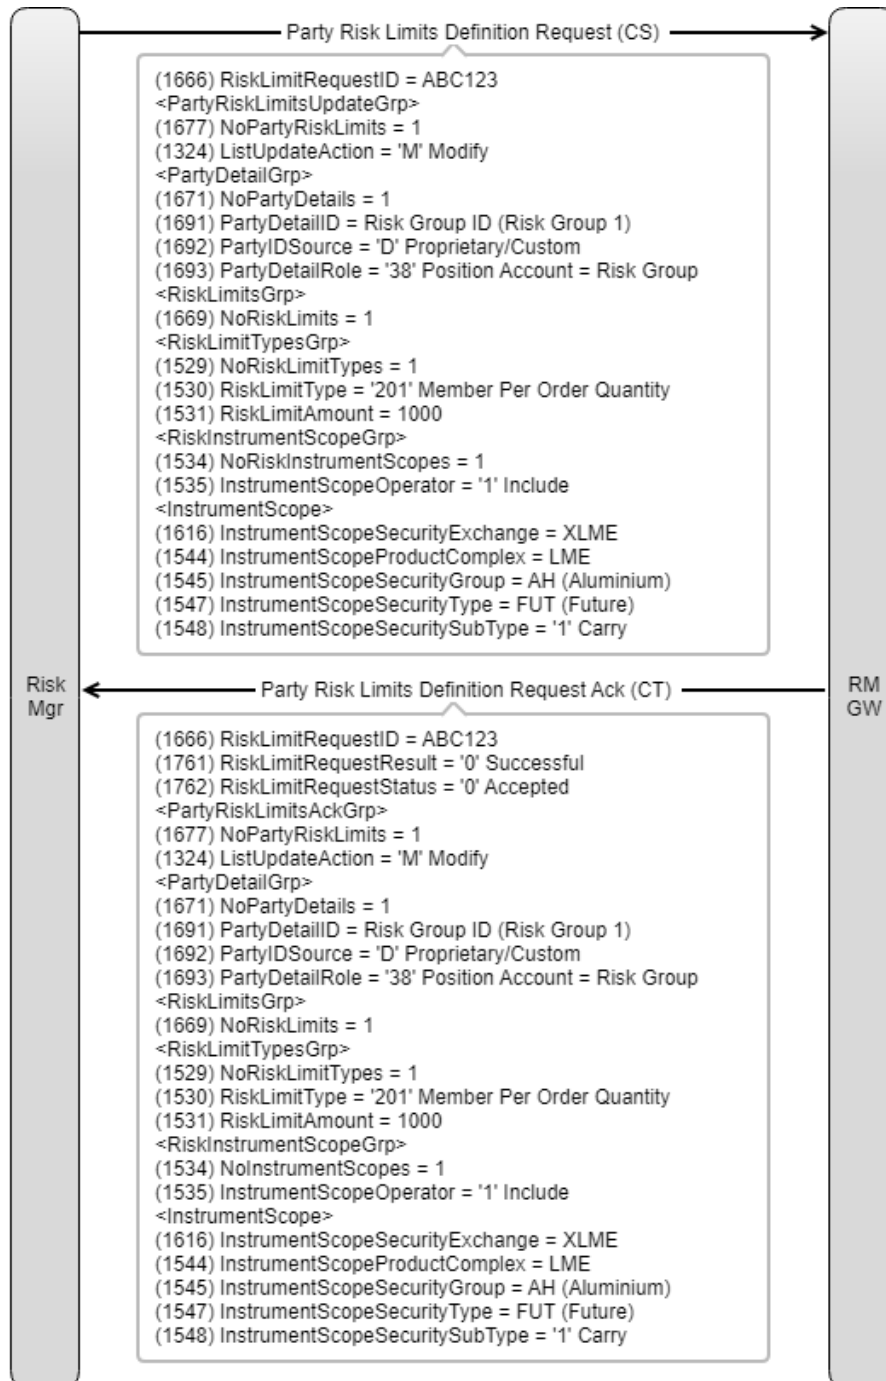 Party Risk Limits Definition Request (CS)
(1666) RiskLimitRequestID = ABC123
<PartyRiskLimitsUpdateGrp>
(1677) NoPartyRiskLimits = 1
(1324) ListUpdateAction = 'M' Modify
<PartyDetailGrp>
(1671) NoPartyDetails = 1
(1691) PartyDetailID = Risk Group ID (Risk Group 1)
(1692) PartyIDSource = 'D' Proprietary/Custom
(1693) PartyDetailRole = '38' Position Account = Risk Group
<RiskLimitsGrp>
(1669) NoRiskLimits = 1
<RiskLimitTypesGrp>
(1529) NoRiskLimitTypes = 1
(1530) RiskLimitType = '201' Member Per Order Quantity
(1531) RiskLimitAmount = 1000
<RiskInstrumentScopeGrp>
(1534) NoRiskInstrumentScopes = 1
(1535) InstrumentScopeOperator = '1' Include
<InstrumentScope>
(1616) InstrumentScopeSecurityExchange = XLME
(1544) InstrumentScopeProductComplex = LME
(1545) InstrumentScopeSecurityGroup = AH (Aluminium)
(1547) InstrumentScopeSecurityType = FUT (Future)
(1548) InstrumentScopeSecuritySubType = '1' Carry
Risk
Mgr
Party Risk Limits Definition Request Ack (CT)
RM
GW
(1666) RiskLimitRequestID = ABC123
(1761) RiskLimitRequestResult = '0' Successful
(1762) RiskLimitRequestStatus = '0' Accepted
<PartyRiskLimitsAckGrp>
(1677) NoPartyRiskLimits = 1
(1324) ListUpdateAction = 'M' Modify
<PartyDetailGrp>
(1671) NoPartyDetails = 1
(1691) PartyDetailID = Risk Group ID (Risk Group 1)
(1692) PartyIDSource = 'D' Proprietary/Custom
(1693) PartyDetailRole = '38' Position Account = Risk Group
<RiskLimitsGrp>
(1669) NoRiskLimits = 1
<RiskLimitTypesGrp>
(1529) NoRiskLimitTypes = 1
(1530) RiskLimitType = '201' Member Per Order Quantity
(1531) RiskLimitAmount = 1000
<RiskInstrumentScopeGrp>
(1534) NoInstrumentScopes = 1
(1535) InstrumentScopeOperator = '1' Include
<InstrumentScope>
(1616) InstrumentScopeSecurityExchange = XLME
(1544) InstrumentScopeProductComplex = LME
(1545) InstrumentScopeSecurityGroup = AH (Aluminium)
(1547) InstrumentScopeSecurityType = FUT (Future)
(1548) InstrumentScopeSecuritySubType = '1' Carry